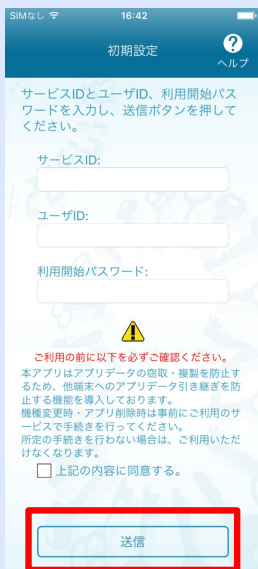 SIMなし 16:42
初期設定
?
ヘルプ
サービスIDとユーザID、利用開始パス
ワードを入力し、送信ボタンを押して
ください。
サービスID:
ユーザID:
利用開始パスワード:
ご利用の前に以下を必ずご確認ください。
本アプリはアプリデータの窃取・複製を防止す
るため、他端末へのアプリデータ引き継ぎを防
止する機能を導入しております。
機種変更時・アプリ削除時は事前にご利用のサ
ービスで手続きを行ってください。
所定の手続きを行わない場合は、ご利用いただ
けなくなります。
上記の内容に同意する。
送信